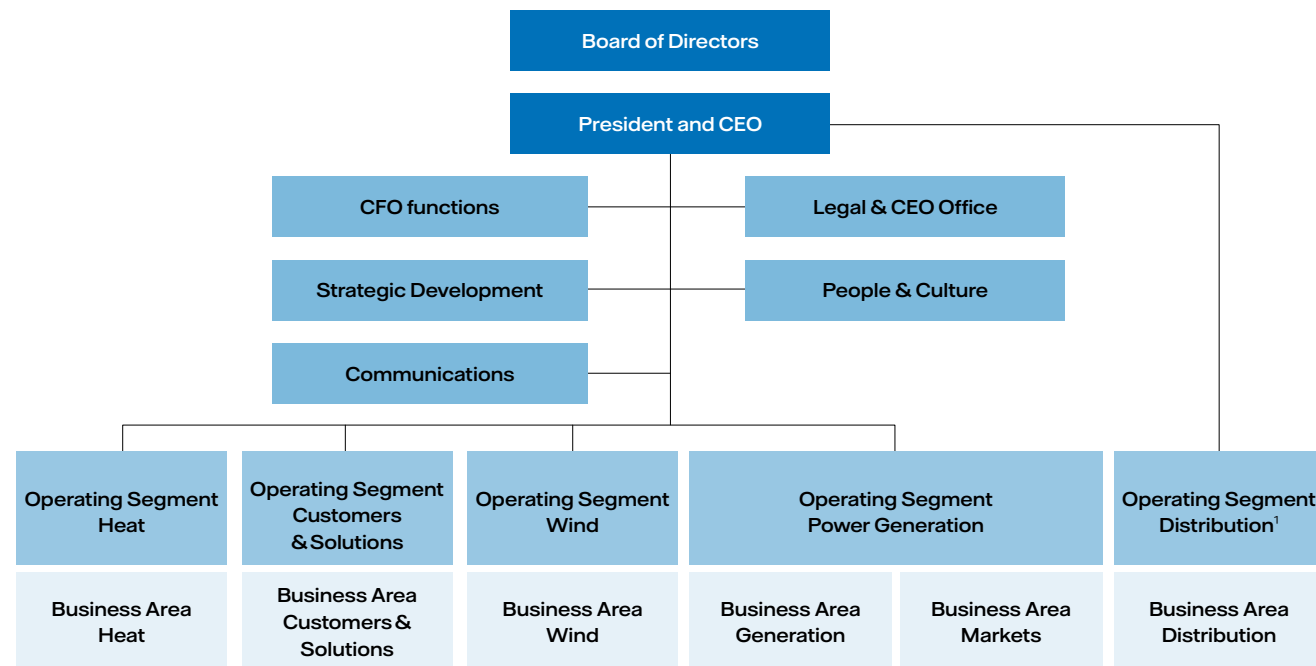 Board of Directors
President and CEO
CFO functions
Legal & CEO Office
Strategic Development
People & Culture
Communications
Operating Segment
Heat
Operating Segment
Customers
& Solutions
Operating Segment
Wind
Operating Segment
Power Generation
Operating Segment
Distribution¹
Business Area
Heat
Business Area
Customers &
Solutions
Business Area
Wind
Business Area
Generation
Business Area
Markets
Business Area
Distribution